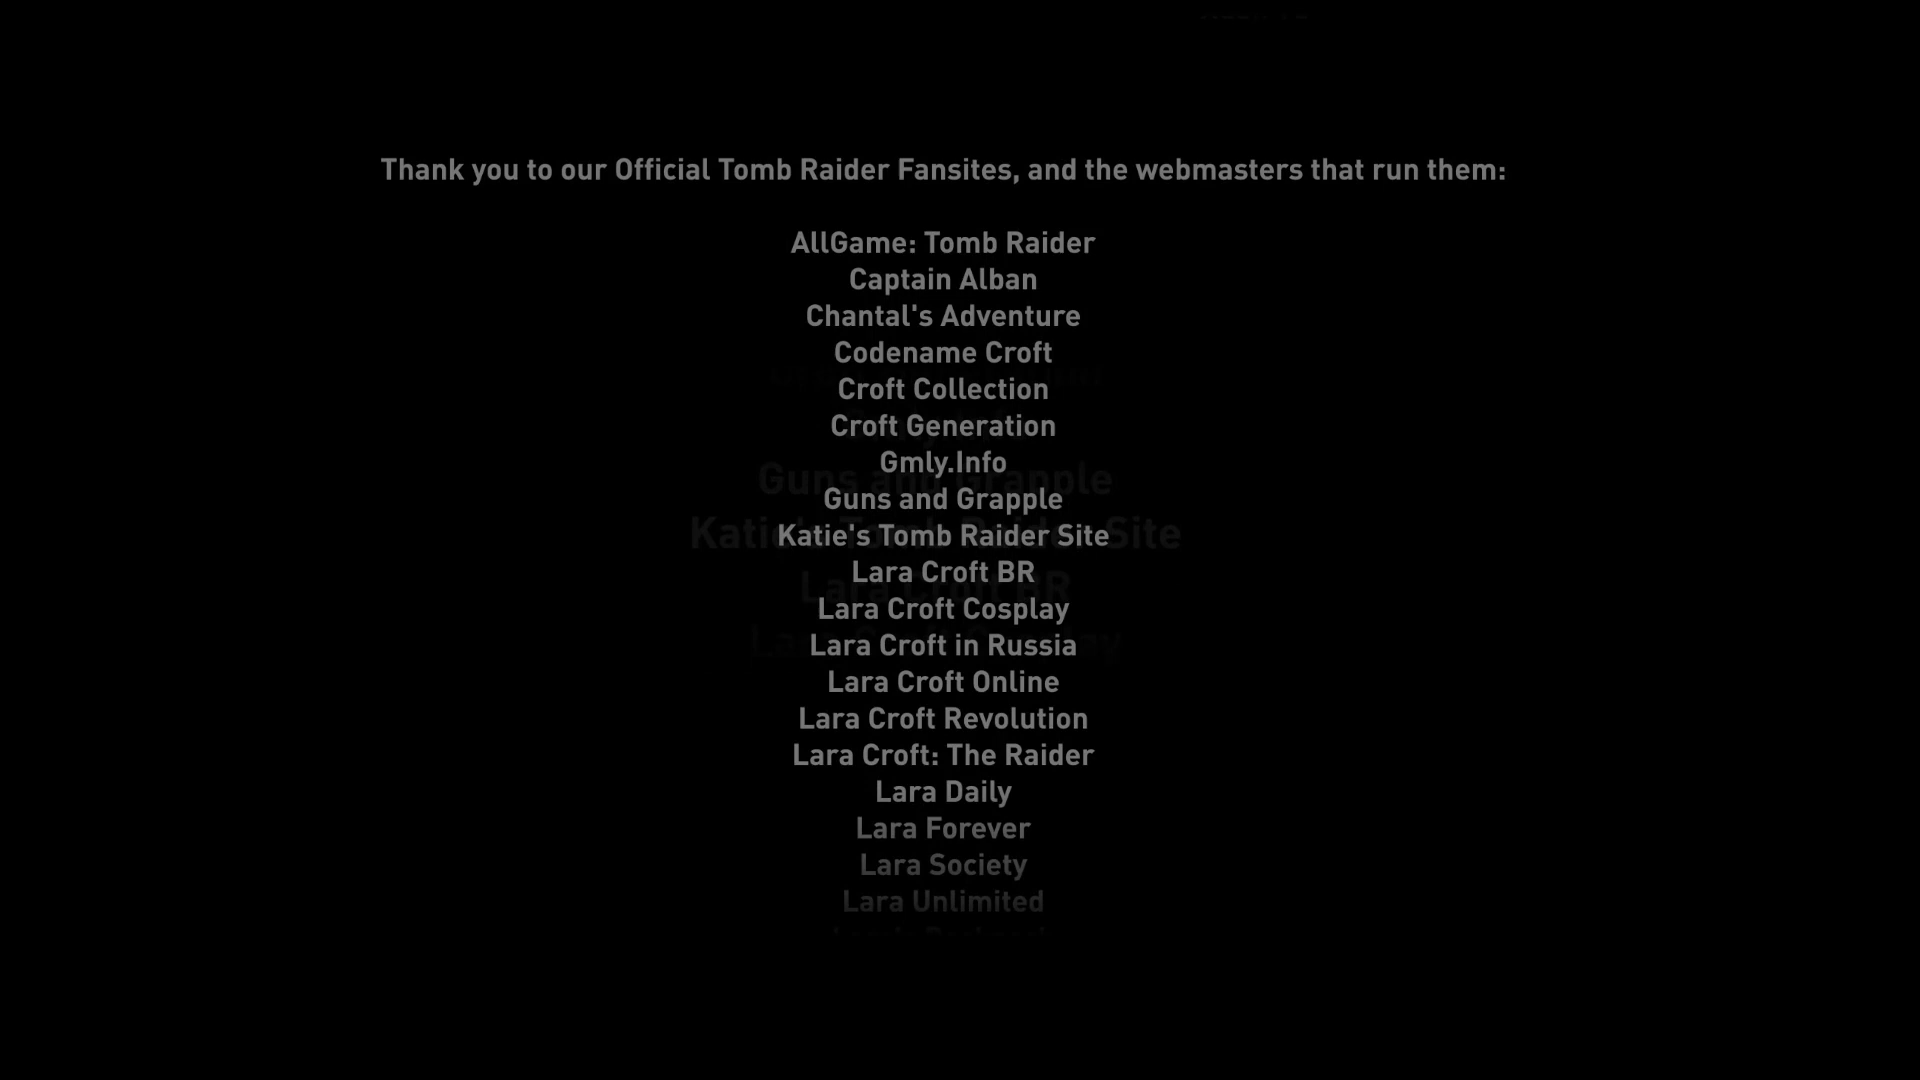 Thank you to our Official Tomb Raider Fansites, and the webmasters that run them:
AllGame: Tomb Raider
Captain Alban
Chantal's Adventure
Codename Croft
Croft Collection
Croft Generation
Gmly.Info
Guns and Grapple
Katie's Tomb Raider Site
Lara Croft BR
Lara Croft Cosplay
Lara Croft in Russia
Lara Croft Online
Lara Croft Revolution
Lara Croft: The Raider
Lara Daily
Lara Forever
Lara Society
Lara Unlimited